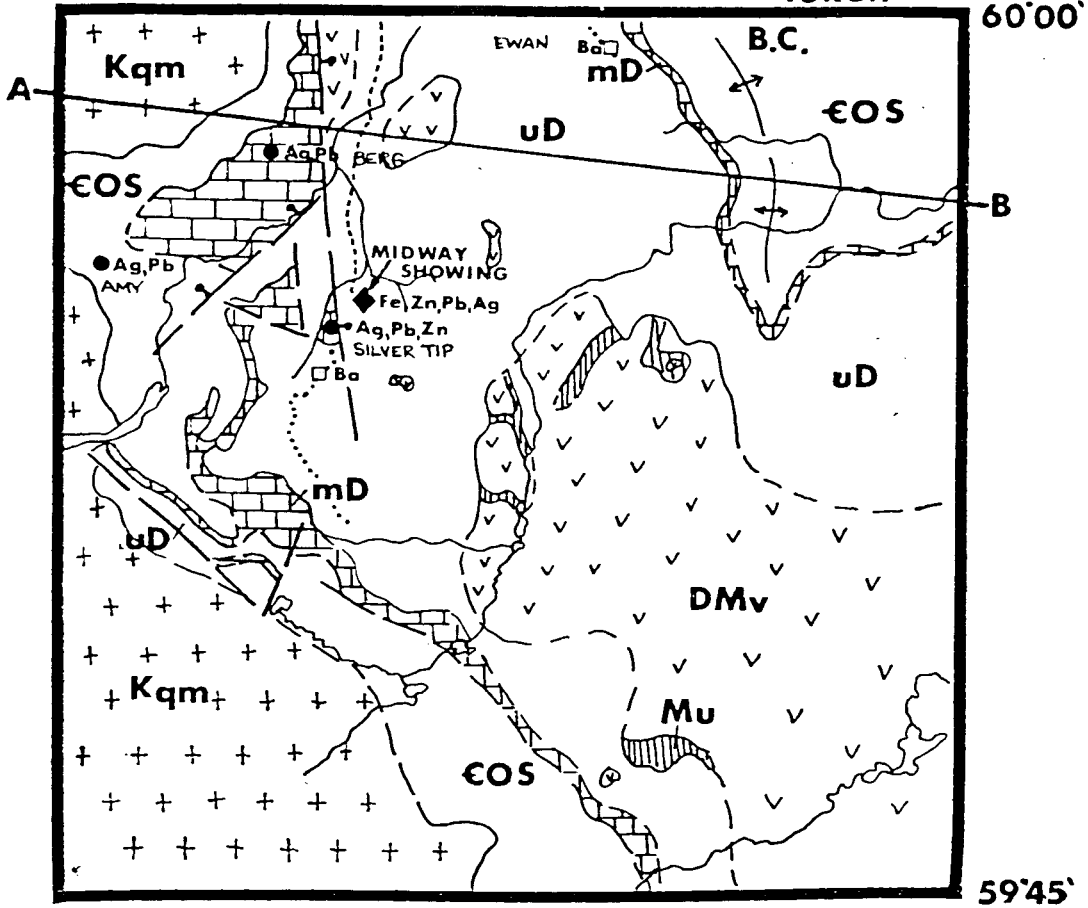 60°00'
B.C.
EWAN
Ba
mD
Kqm
A
ЄOS
uD
Ag,Pb BERG
ЄOS
B
MIDWAY
SHOWING
Ag,Pb
AMY
Fe,Zn,Pb,Ag
Ag,Pb,Zn
SILVER TIP
Ba
uD
mD
uD
DMv
Kqm
Mu
ЄOS
59°45'